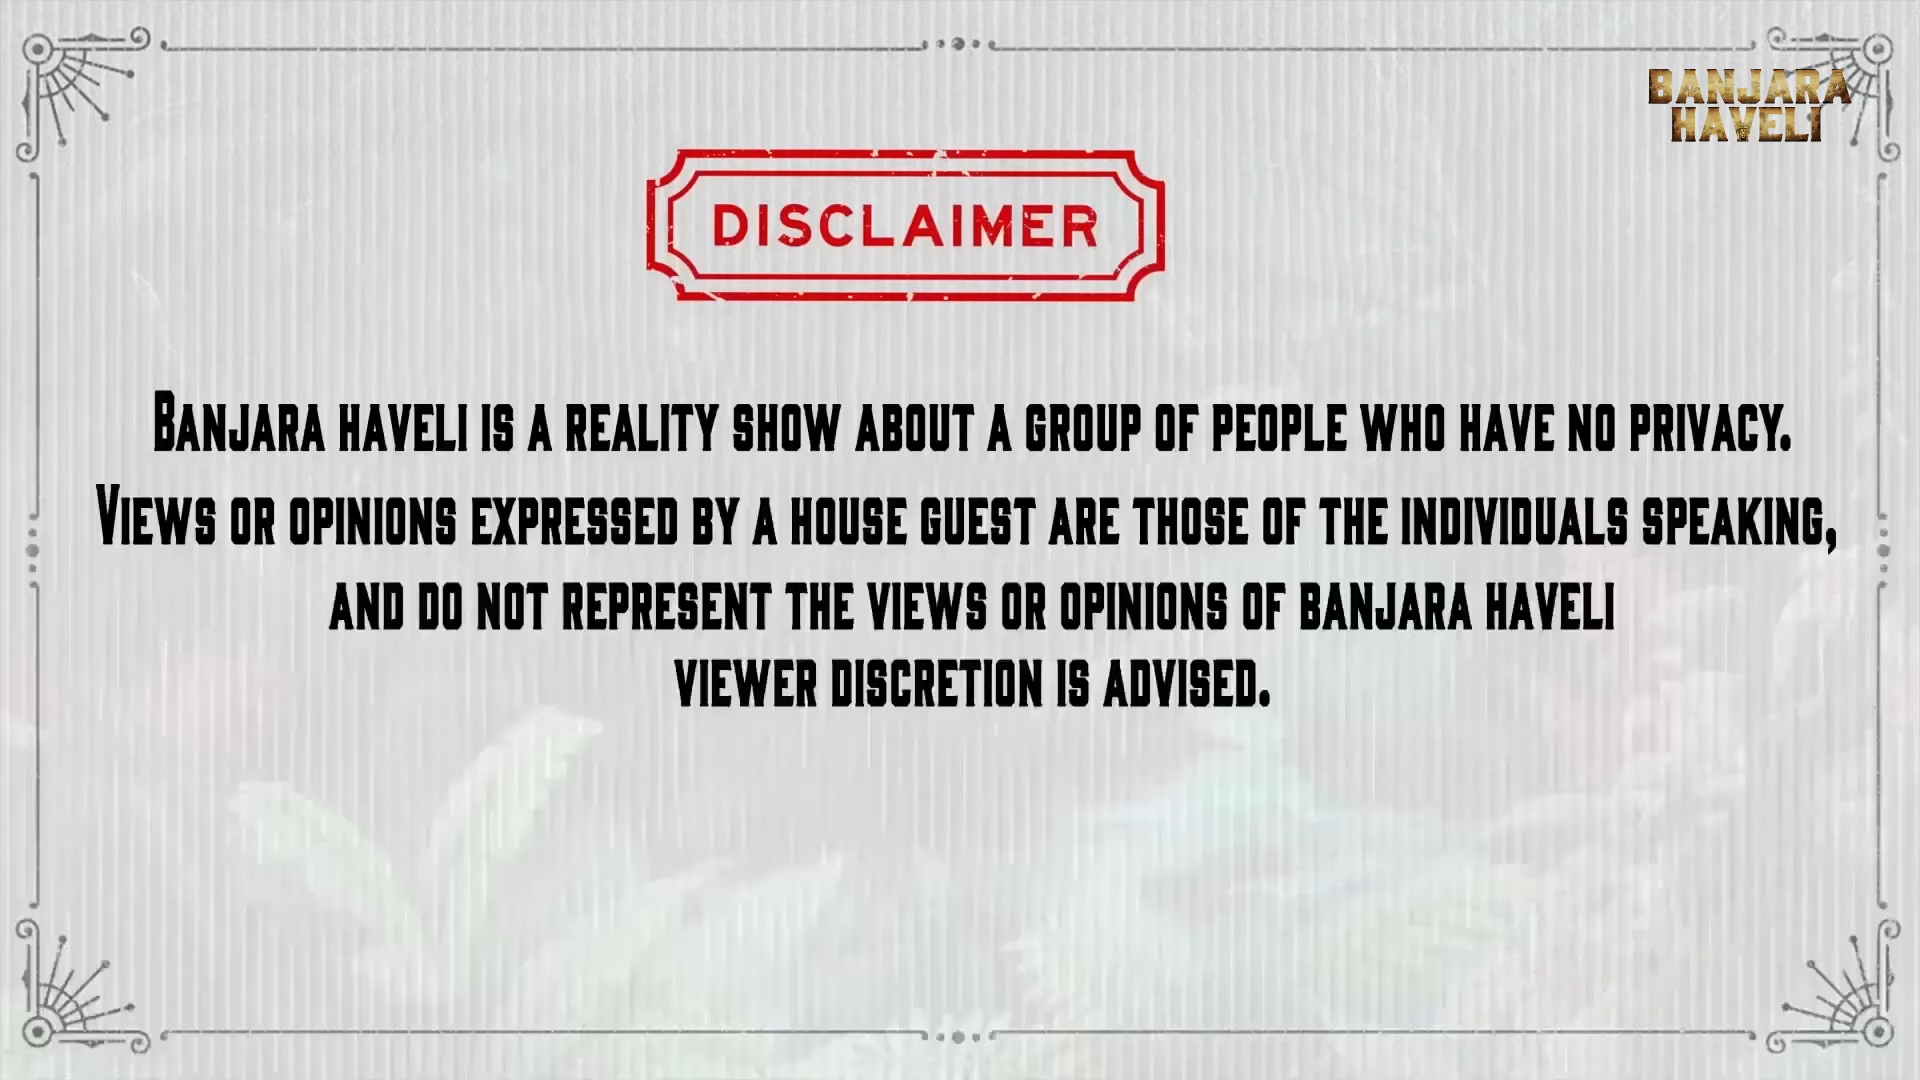 BANJARA
HAVELI
DISCLAIMER
BANJARA HAVELI IS A REALITY SHOW ABOUT A GROUP OF PEOPLE WHO HAVE NO PRIVACY.
VIEWS OR OPINIONS EXPRESSED BY A HOUSE GUEST ARE THOSE OF THE INDIVIDUALS SPEAKING,
AND DO NOT REPRESENT THE VIEWS OR OPINIONS OF BANJARA HAVELI
VIEWER DISCRETION IS ADVISED.